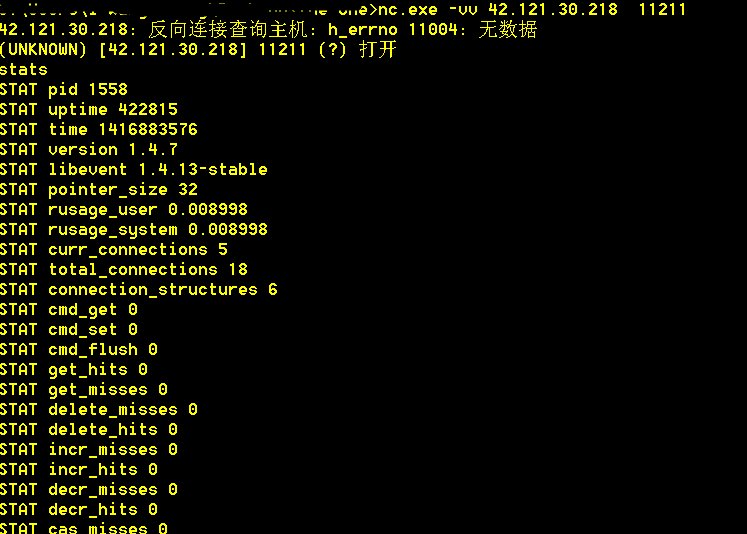 one>nc.exe -vv 42.121.30.218 11211
42.121.30.218: 反向连接查询主机: h_errno 11004: 无数据
(UNKNOWN) [42.121.30.218] 11211 (?) 打开
stats
STAT pid 1558
STAT uptime 422815
STAT time 1416883576
STAT version 1.4.7
STAT libevent 1.4.13-stable
STAT pointer_size 32
STAT rusage_user 0.008998
STAT rusage_system 0.008998
STAT curr_connections 5
STAT total_connections 18
STAT connection_structures 6
STAT cmd_get 0
STAT cmd_set 0
STAT cmd_flush 0
STAT get_hits 0
STAT get_misses 0
STAT delete_misses 0
STAT delete_hits 0
STAT incr_misses 0
STAT incr_hits 0
STAT decr_misses 0
STAT decr_hits 0
STAT cas_misses 0